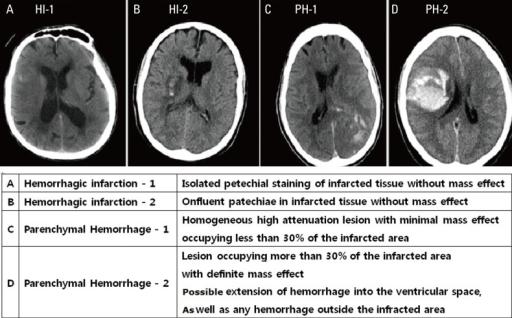 A HI-1
B HI-2
C PH-1
D PH-2
A Hemorrhagic infarction - 1 Isolated petechial staining of infarcted tissue without mass effect
B Hemorrhagic infarction - 2 Onfluent patechiae in infarcted tissue without mass effect
C Parenchymal Hemorrhage - 1 Homogeneous high attenuation lesion with minimal mass effect
occupying less than 30% of the infarcted area
D Parenchymal Hemorrhage - 2 Lesion occupying more than 30% of the infarcted area
with definite mass effect
Possible extension of hemorrhage into the ventricular space,
As well as any hemorrhage outside the infracted area